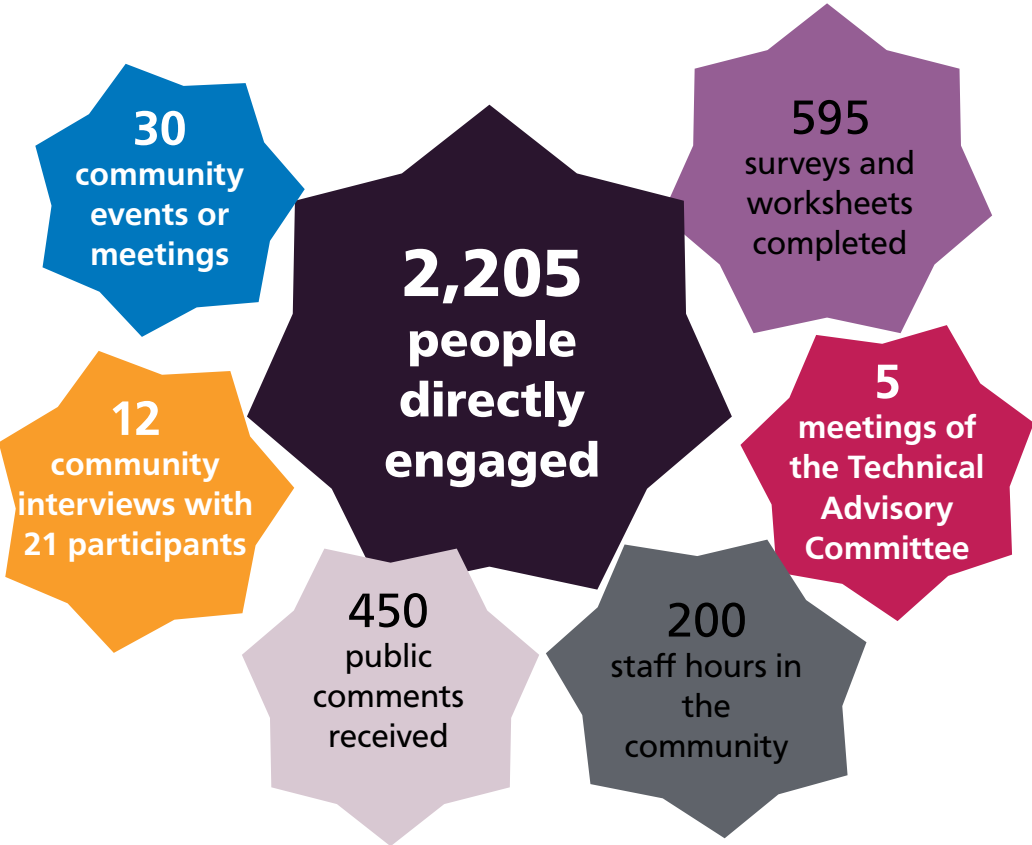 30
community
events or
meetings
2,205
people
directly
engaged
595
surveys and
worksheets
completed
12
community
interviews with
21 participants
5
meetings of
the Technical
Advisory
Committee
450
public
comments
received
200
staff hours in
the
community